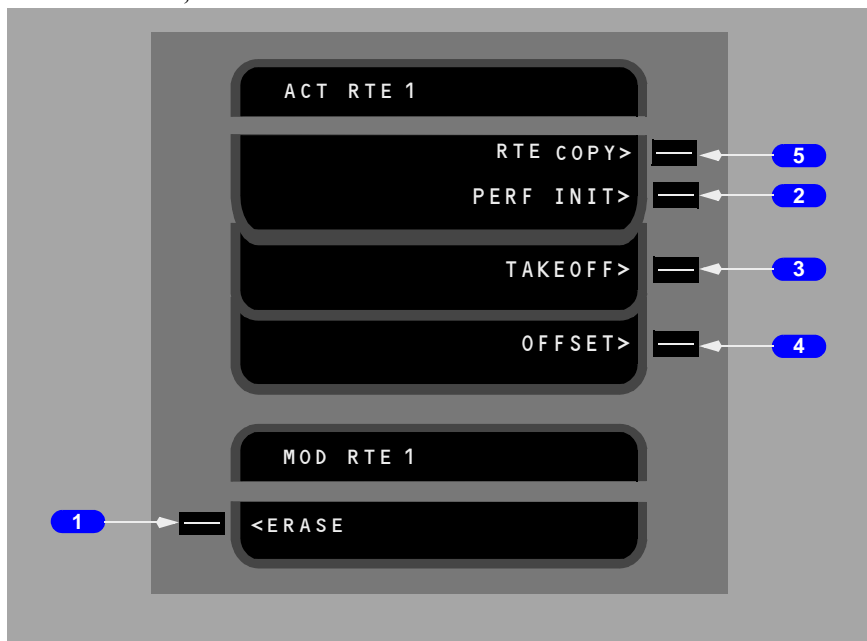 ACT RTE 1
RTE COPY> 5
PERF INIT> 2
TAKEOFF> 3
OFFSET> 4
MOD RTE 1
1 <ERASE